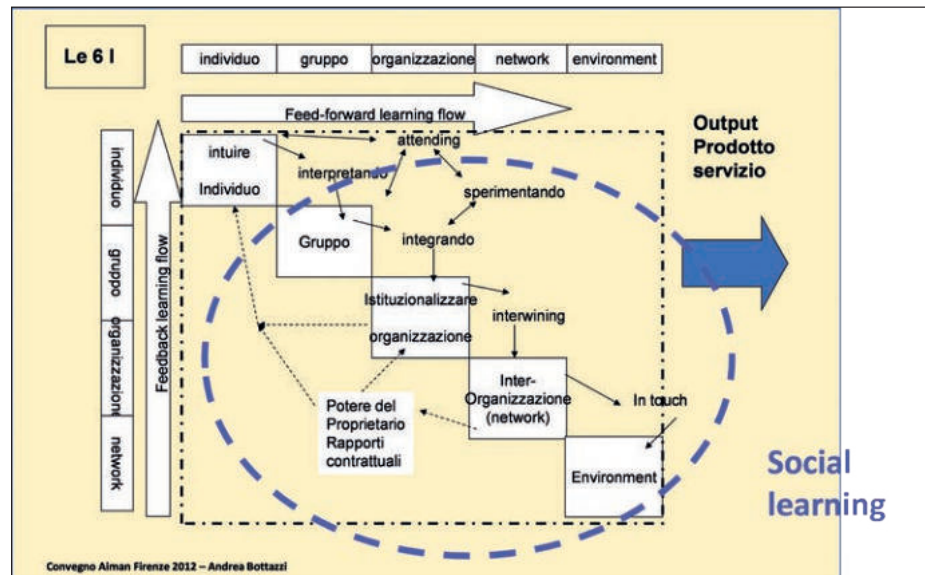 Le 6 I
individuo
gruppo
organizzazione
network
environment
Feed-forward learning flow
Output
Prodotto
servizio
individuo
gruppo
organizzazione
network
Feedback learning flow
intuire
Individuo
attending
interpretando
sperimentando
Gruppo
integrando
Istituzionalizzare
organizzazione
interwining
Inter-
Organizzazione
(network)
In touch
Potere del
Proprietario
Rapporti
contrattuali
Environment
Social
learning
Convegno Aiman Firenze 2012 – Andrea Bottazzi